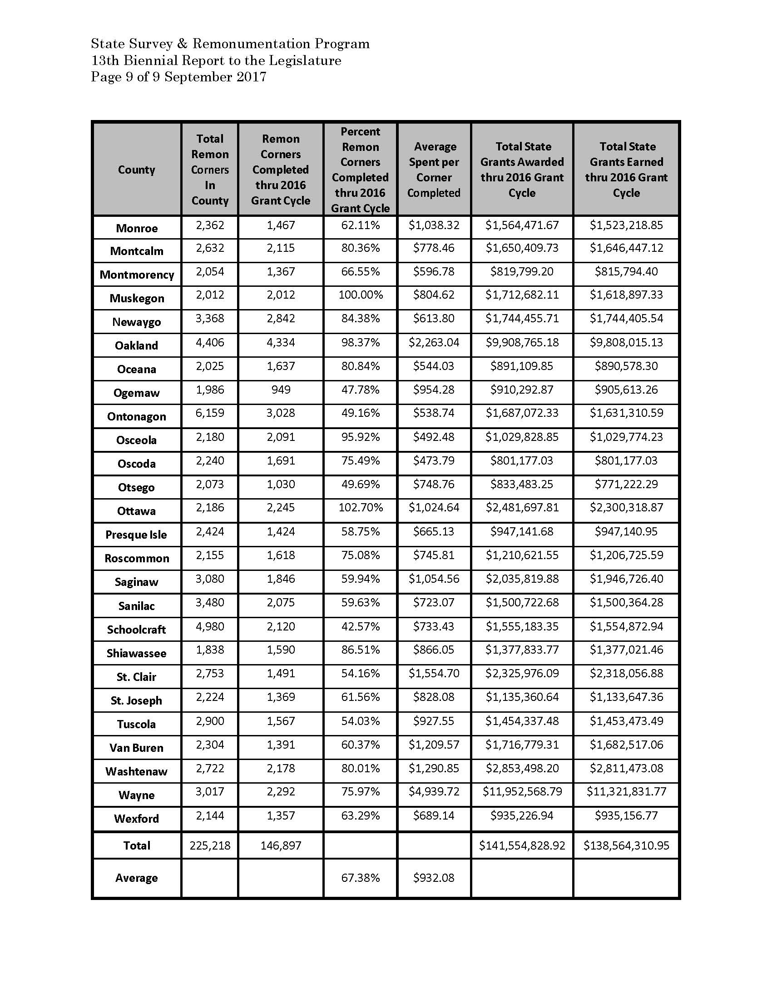 State Survey & Remonumentation Program
13th Biennial Report to the Legislature
Page 9 of 9 September 2017
County | Total Remon Corners In County | Remon Corners Completed thru 2016 Grant Cycle | Percent Remon Corners Completed thru 2016 Grant Cycle | Average Spent per Corner Completed | Total State Grants Awarded thru 2016 Grant Cycle | Total State Grants Earned thru 2016 Grant Cycle
Monroe | 2,362 | 1,467 | 62.11% | $1,038.32 | $1,564,471.67 | $1,523,218.85
Montcalm | 2,632 | 2,115 | 80.36% | $778.46 | $1,650,409.73 | $1,646,447.12
Montmorency | 2,054 | 1,367 | 66.55% | $596.78 | $819,799.20 | $815,794.40
Muskegon | 2,012 | 2,012 | 100.00% | $804.62 | $1,712,682.11 | $1,618,897.33
Newaygo | 3,368 | 2,842 | 84.38% | $613.80 | $1,744,455.71 | $1,744,405.54
Oakland | 4,406 | 4,334 | 98.37% | $2,263.04 | $9,908,765.18 | $9,808,015.13
Oceana | 2,025 | 1,637 | 80.84% | $544.03 | $891,109.85 | $890,578.30
Ogemaw | 1,986 | 949 | 47.78% | $954.28 | $910,292.87 | $905,613.26
Ontonagon | 6,159 | 3,028 | 49.16% | $538.74 | $1,687,072.33 | $1,631,310.59
Osceola | 2,180 | 2,091 | 95.92% | $492.48 | $1,029,828.85 | $1,029,774.23
Oscoda | 2,240 | 1,691 | 75.49% | $473.79 | $801,177.03 | $801,177.03
Otsego | 2,073 | 1,030 | 49.69% | $748.76 | $833,483.25 | $771,222.29
Ottawa | 2,186 | 2,245 | 102.70% | $1,024.64 | $2,481,697.81 | $2,300,318.87
Presque Isle | 2,424 | 1,424 | 58.75% | $665.13 | $947,141.68 | $947,140.95
Roscommon | 2,155 | 1,618 | 75.08% | $745.81 | $1,210,621.55 | $1,206,725.59
Saginaw | 3,080 | 1,846 | 59.94% | $1,054.56 | $2,035,819.88 | $1,946,726.40
Sanilac | 3,480 | 2,075 | 59.63% | $723.07 | $1,500,722.68 | $1,500,364.28
Schoolcraft | 4,980 | 2,120 | 42.57% | $733.43 | $1,555,183.35 | $1,554,872.94
Shiawassee | 1,838 | 1,590 | 86.51% | $866.05 | $1,377,833.77 | $1,377,021.46
St. Clair | 2,753 | 1,491 | 54.16% | $1,554.70 | $2,325,976.09 | $2,318,056.88
St. Joseph | 2,224 | 1,369 | 61.56% | $828.08 | $1,135,360.64 | $1,133,647.36
Tuscola | 2,900 | 1,567 | 54.03% | $927.55 | $1,454,337.48 | $1,453,473.49
Van Buren | 2,304 | 1,391 | 60.37% | $1,209.57 | $1,716,779.31 | $1,682,517.06
Washtenaw | 2,722 | 2,178 | 80.01% | $1,290.85 | $2,853,498.20 | $2,811,473.08
Wayne | 3,017 | 2,292 | 75.97% | $4,939.72 | $11,952,568.79 | $11,321,831.77
Wexford | 2,144 | 1,357 | 63.29% | $689.14 | $935,226.94 | $935,156.77
Total | 225,218 | 146,897 | | | $141,554,828.92 | $138,564,310.95
Average | | | 67.38% | $932.08 | |